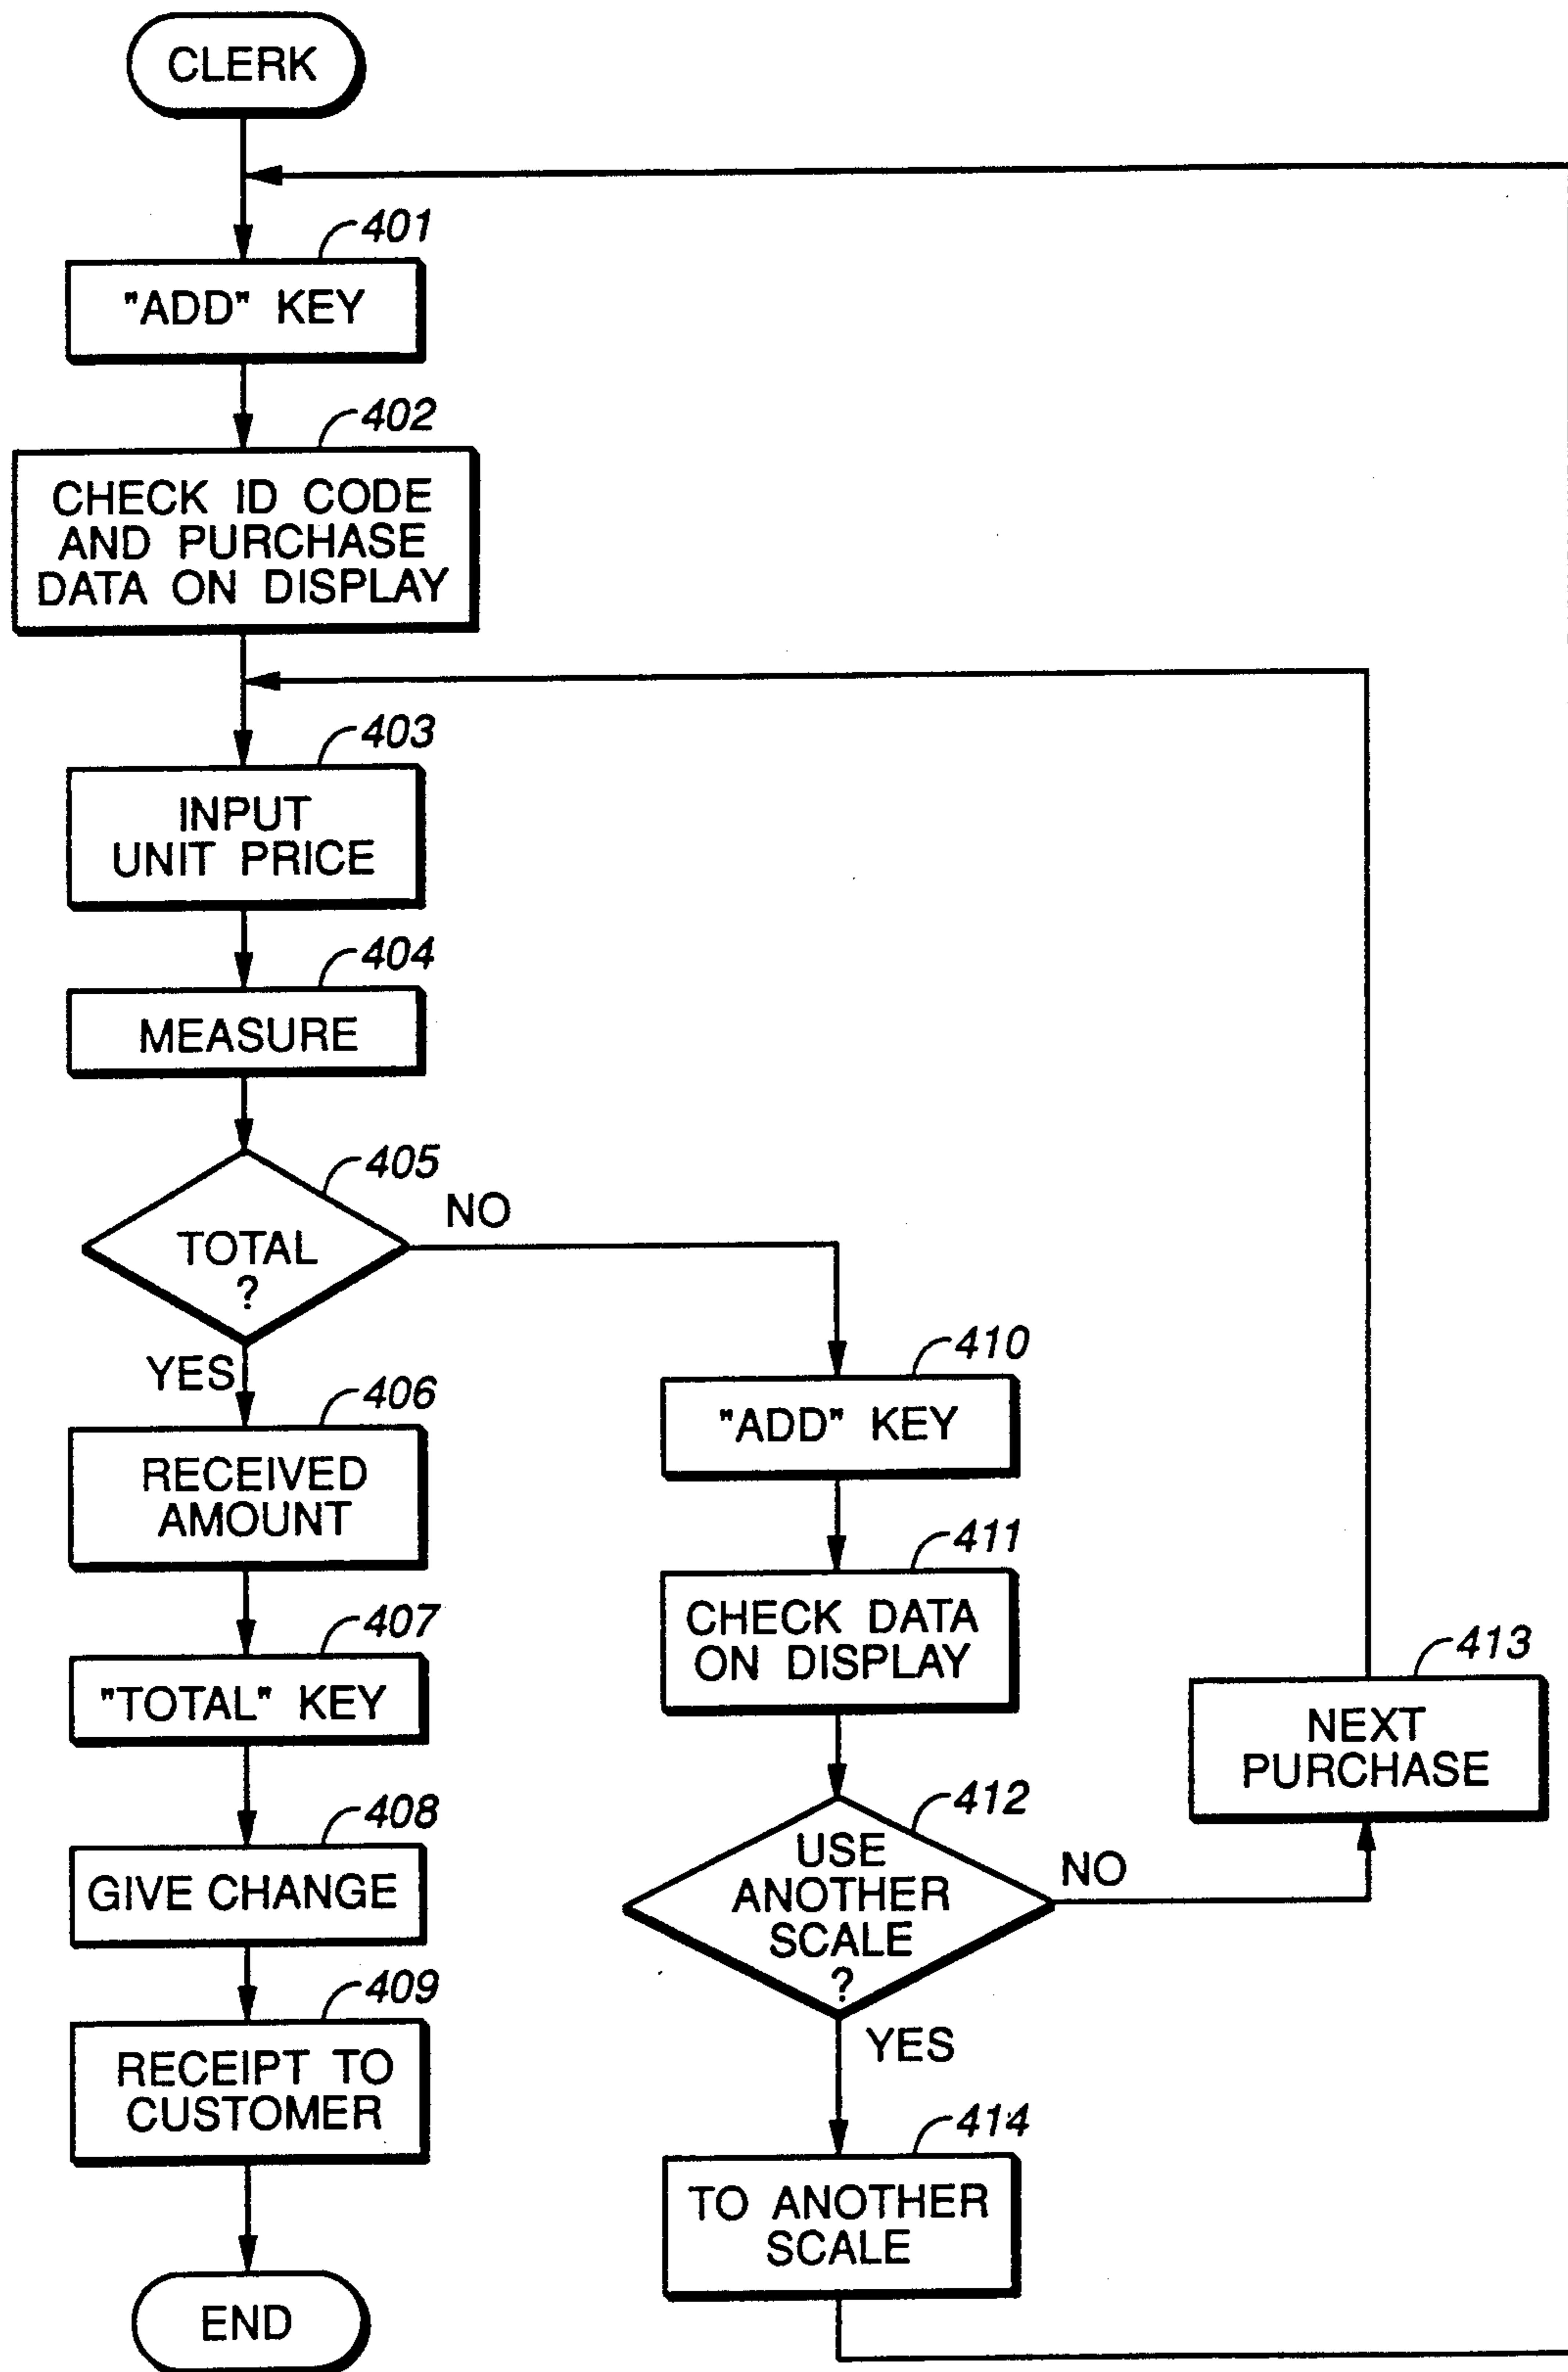 CLERK
401
"ADD" KEY
402
CHECK ID CODE
AND PURCHASE
DATA ON DISPLAY
403
INPUT
UNIT PRICE
404
MEASURE
405
TOTAL
?
NO
YES
406
RECEIVED
AMOUNT
407
"TOTAL" KEY
408
GIVE CHANGE
409
RECEIPT TO
CUSTOMER
END
410
"ADD" KEY
411
CHECK DATA
ON DISPLAY
412
USE
ANOTHER
SCALE
?
NO
YES
413
NEXT
PURCHASE
414
TO ANOTHER
SCALE